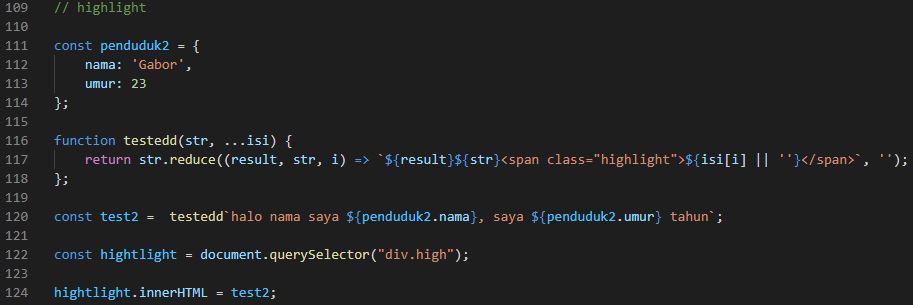 109 // highlight
110
111 const penduduk2 = {
112     nama: 'Gabor',
113     umur: 23
114 };
115
116 function testedd(str, ...isi) {
117     return str.reduce((result, str, i) => `${result}${str}<span class="highlight">${isi[i] || ''}</span>`, '');
118 };
119
120 const test2 =  testedd`halo nama saya ${penduduk2.nama}, saya ${penduduk2.umur} tahun`;
121
122 const hightlight = document.querySelector("div.high");
123
124 hightlight.innerHTML = test2;